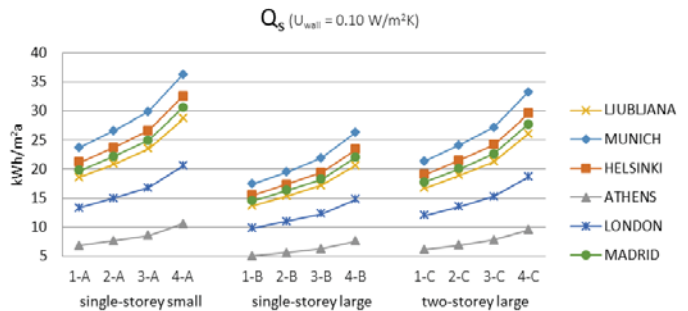 Qs (Uwall = 0.10 W/m²K)
kWh/m²a
40
35
30
25
20
15
10
5
1-A 2-A 3-A 4-A 1-B 2-B 3-B 4-B 1-C 2-C 3-C 4-C
single-storey small single-storey large two-storey large
LJUBLJANA
MUNICH
HELSINKI
ATHENS
LONDON
MADRID